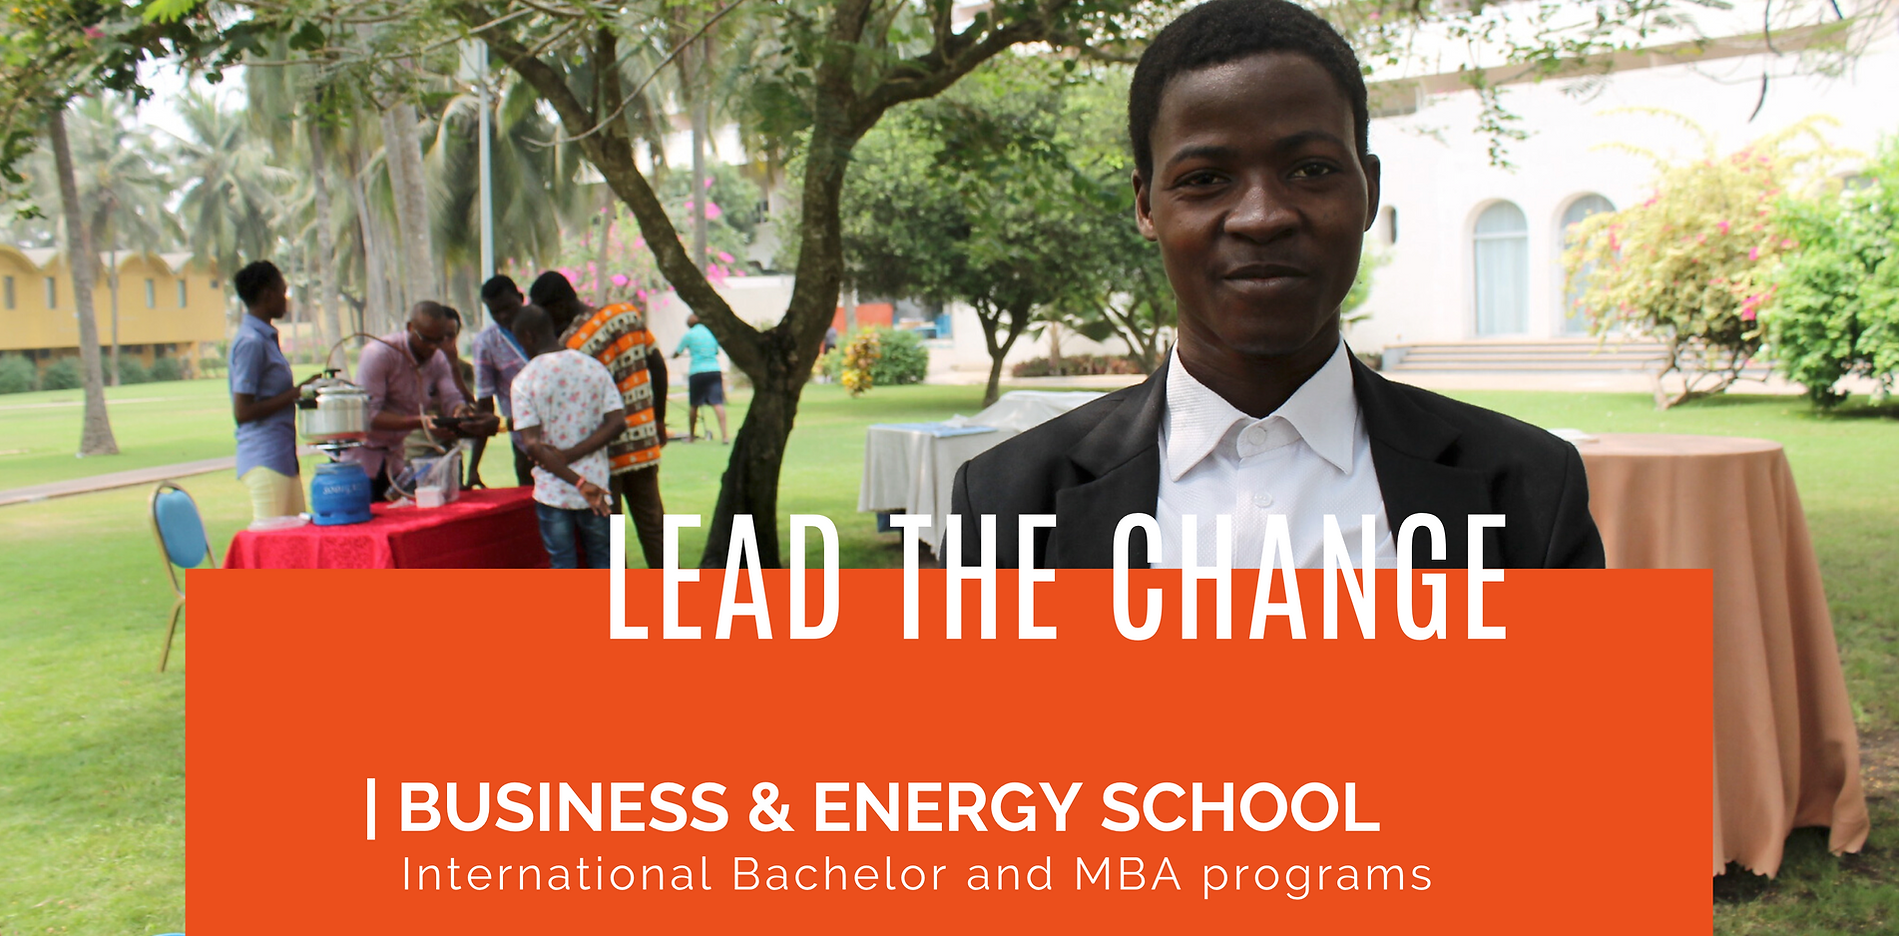 LEAD THE CHANGE
| BUSINESS & ENERGY SCHOOL
International Bachelor and MBA programs